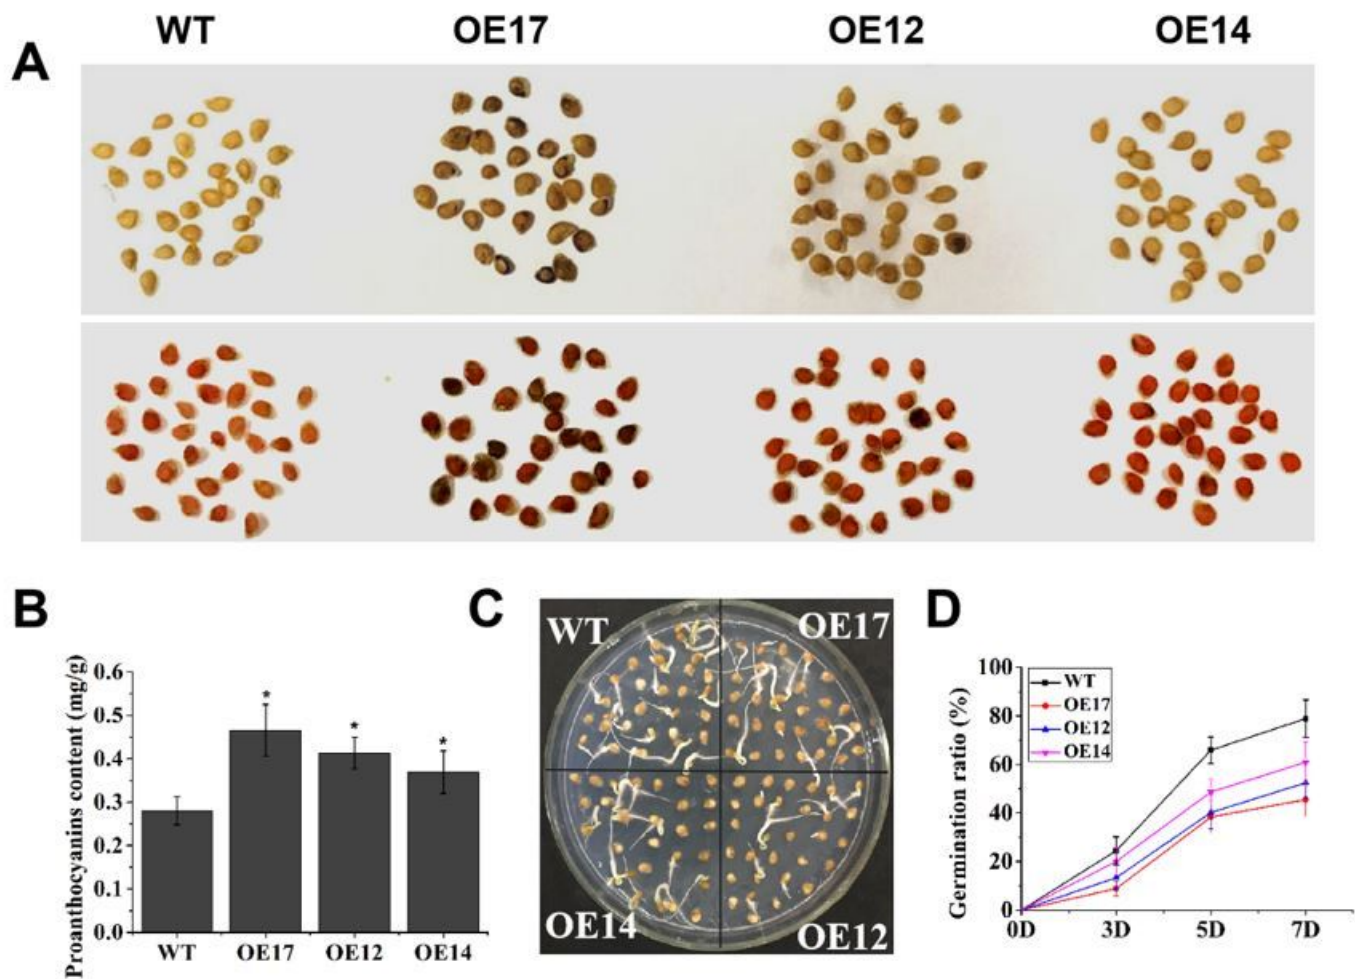 WT OE17 OE12 OE14
A
B
Proanthocyanins content (mg/g)
0.6
0.5
0.4
0.3
0.2
0.1
0.0
* * *
WT OE17 OE12 OE14
C
WT OE17
OE14 OE12
D
Germination ratio (%)
100
80
60
40
20
0
WT
OE17
OE12
OE14
0D 3D 5D 7D